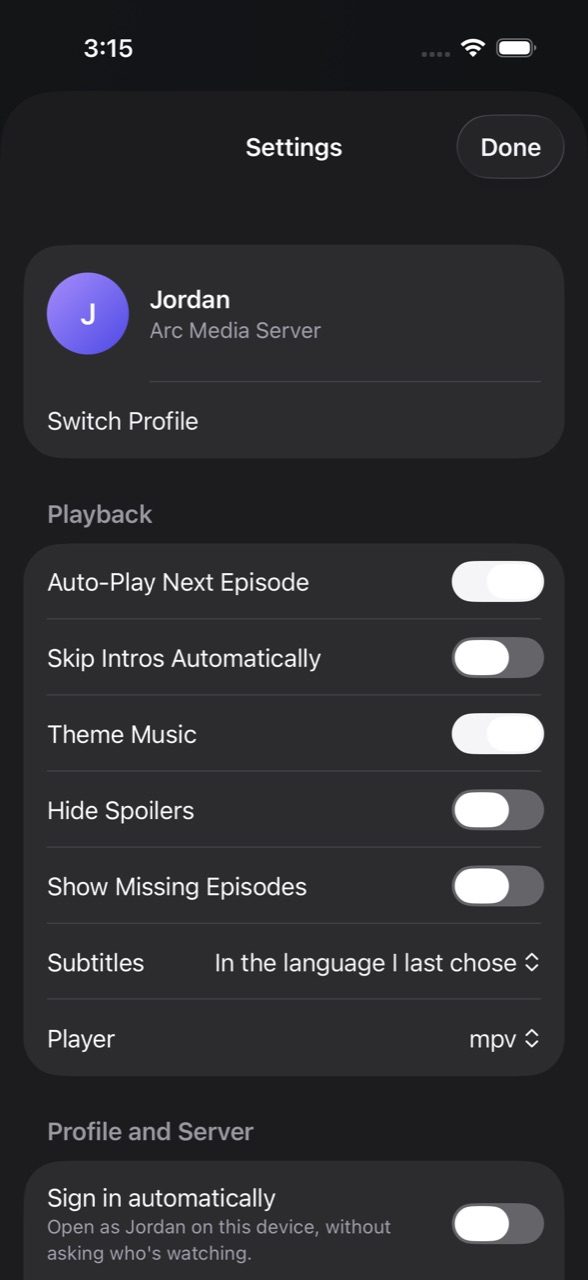 3:15
Settings
Done
J
Jordan
Arc Media Server
Switch Profile
Playback
Auto-Play Next Episode
Skip Intros Automatically
Theme Music
Hide Spoilers
Show Missing Episodes
Subtitles In the language I last chose
Player mpv
Profile and Server
Sign in automatically
Open as Jordan on this device, without
asking who's watching.